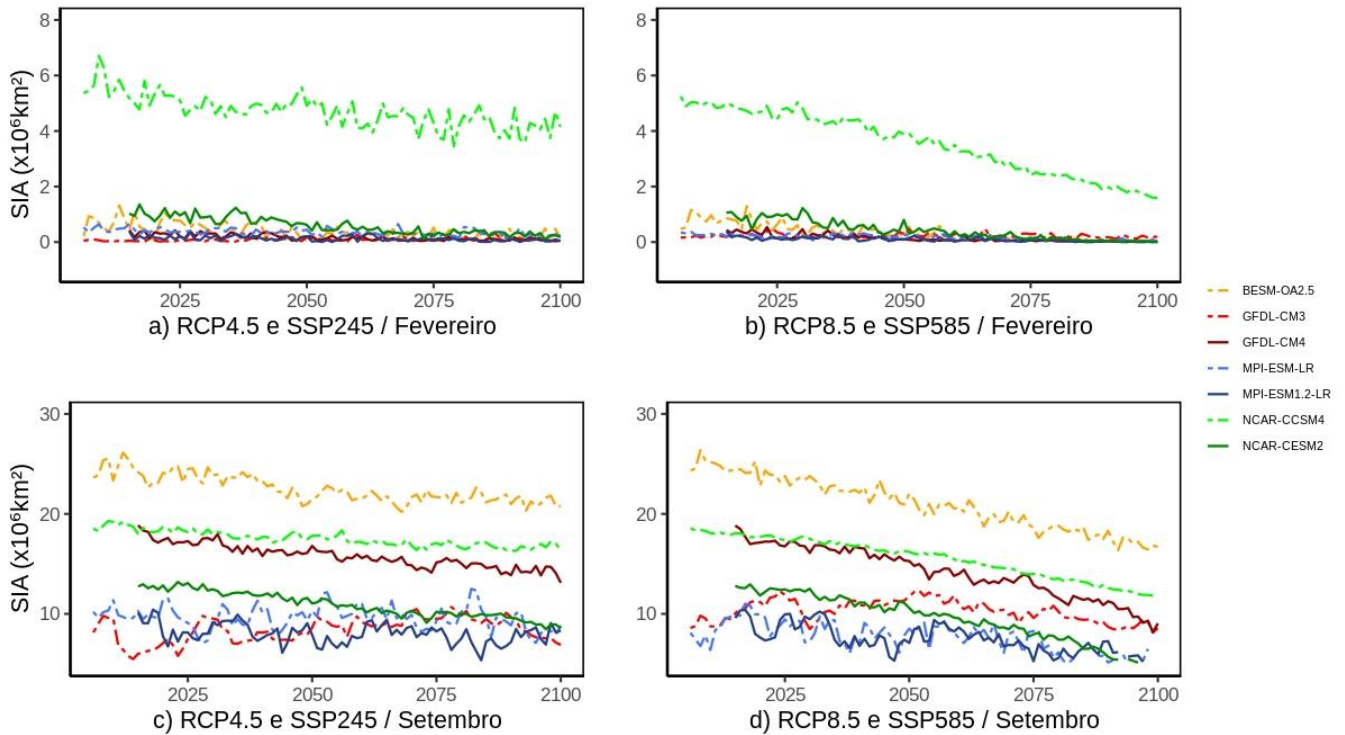 SIA (x10⁶km²)
8
6
4
2
0
2025
2050
2075
2100
a) RCP4.5 e SSP245 / Fevereiro
8
6
4
2
0
2025
2050
2075
2100
b) RCP8.5 e SSP585 / Fevereiro
BESM-OA2.5
GFDL-CM3
GFDL-CM4
MPI-ESM-LR
MPI-ESM1.2-LR
NCAR-CCSM4
NCAR-CESM2
SIA (x10⁶km²)
30
20
10
2025
2050
2075
2100
c) RCP4.5 e SSP245 / Setembro
30
20
10
2025
2050
2075
2100
d) RCP8.5 e SSP585 / Setembro